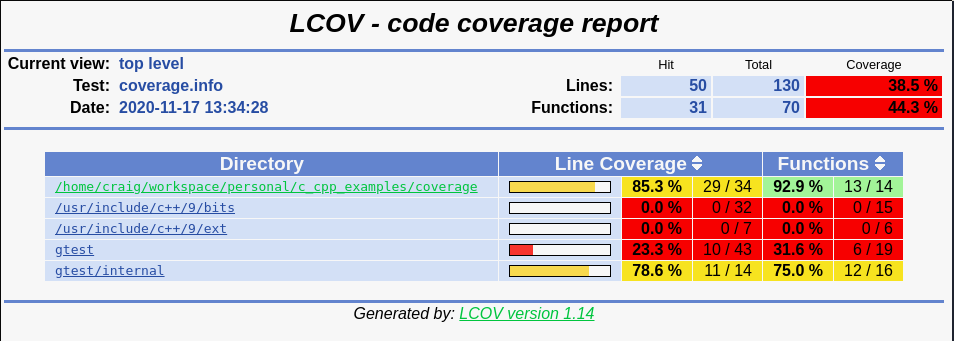 LCOV - code coverage report
Current view: top level Hit Total Coverage
Test: coverage.info Lines: 50 130 38.5 %
Date: 2020-11-17 13:34:28 Functions: 31 70 44.3 %
Directory Line Coverage Functions
/home/craig/workspace/personal/c_cpp_examples/coverage 85.3 % 29 / 34 92.9 % 13 / 14
/usr/include/c++/9/bits 0.0 % 0 / 32 0.0 % 0 / 15
/usr/include/c++/9/ext 0.0 % 0 / 7 0.0 % 0 / 6
gtest 23.3 % 10 / 43 31.6 % 6 / 19
gtest/internal 78.6 % 11 / 14 75.0 % 12 / 16
Generated by: LCOV version 1.14